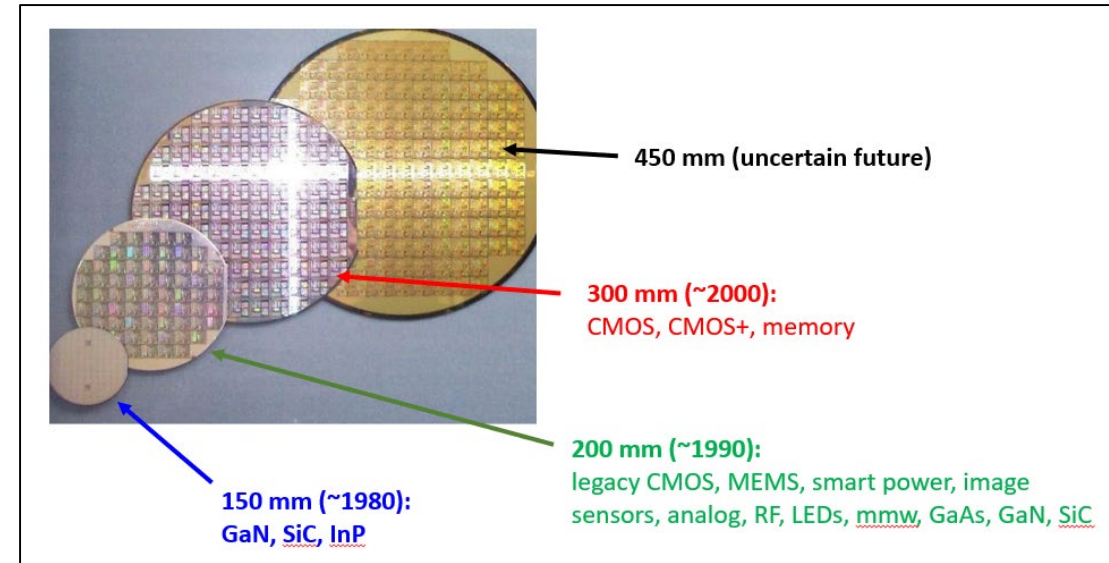 450 mm (uncertain future)
300 mm (~2000):
CMOS, CMOS+, memory
200 mm (~1990):
legacy CMOS, MEMS, smart power, image
sensors, analog, RF, LEDs, mmw, GaAs, GaN, SiC
150 mm (~1980):
GaN, SiC, InP